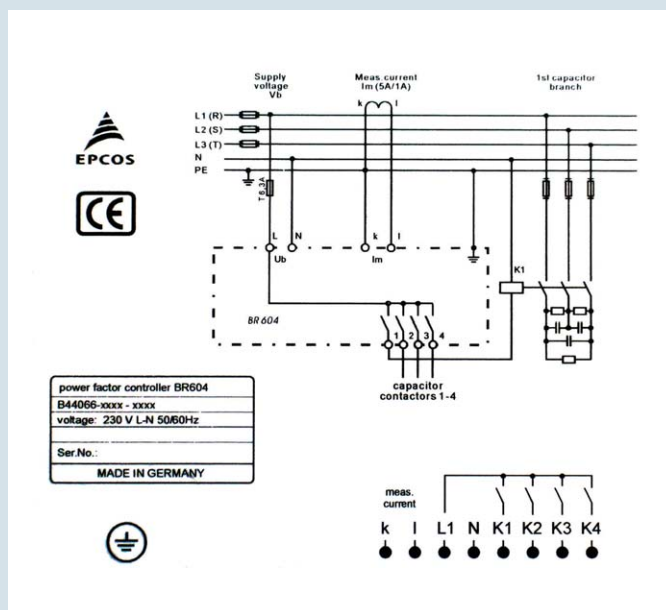 Supply
voltage
Vb
Meas. current
Im (5A/1A)
1st capacitor
branch
k l
L1 (R)
L2 (S)
L3 (T)
N
PE
EPCOS
CE
T 6,3A
L N k l
Ub Im
K1
BR 604
1 2 3 4
capacitor
contactors 1-4
power factor controller BR604
B44066-xxxx - xxxx
voltage: 230 V L-N 50/60Hz
Ser.No.:
MADE IN GERMANY
meas.
current
k l L1 N K1 K2 K3 K4